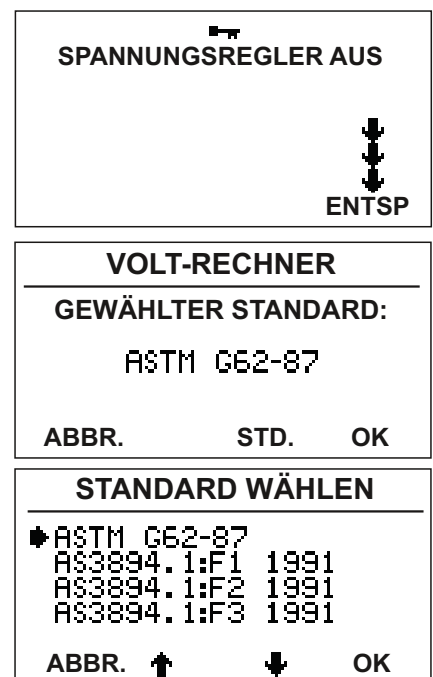 SPANNUNGSREGLER AUS
ENTSP
VOLT-RECHNER
GEWÄHLTER STANDARD:
ASTM G62-87
ABBR. STD. OK
STANDARD WÄHLEN
ASTM G62-87
AS3894.1:F1 1991
AS3894.1:F2 1991
AS3894.1:F3 1991
ABBR. OK